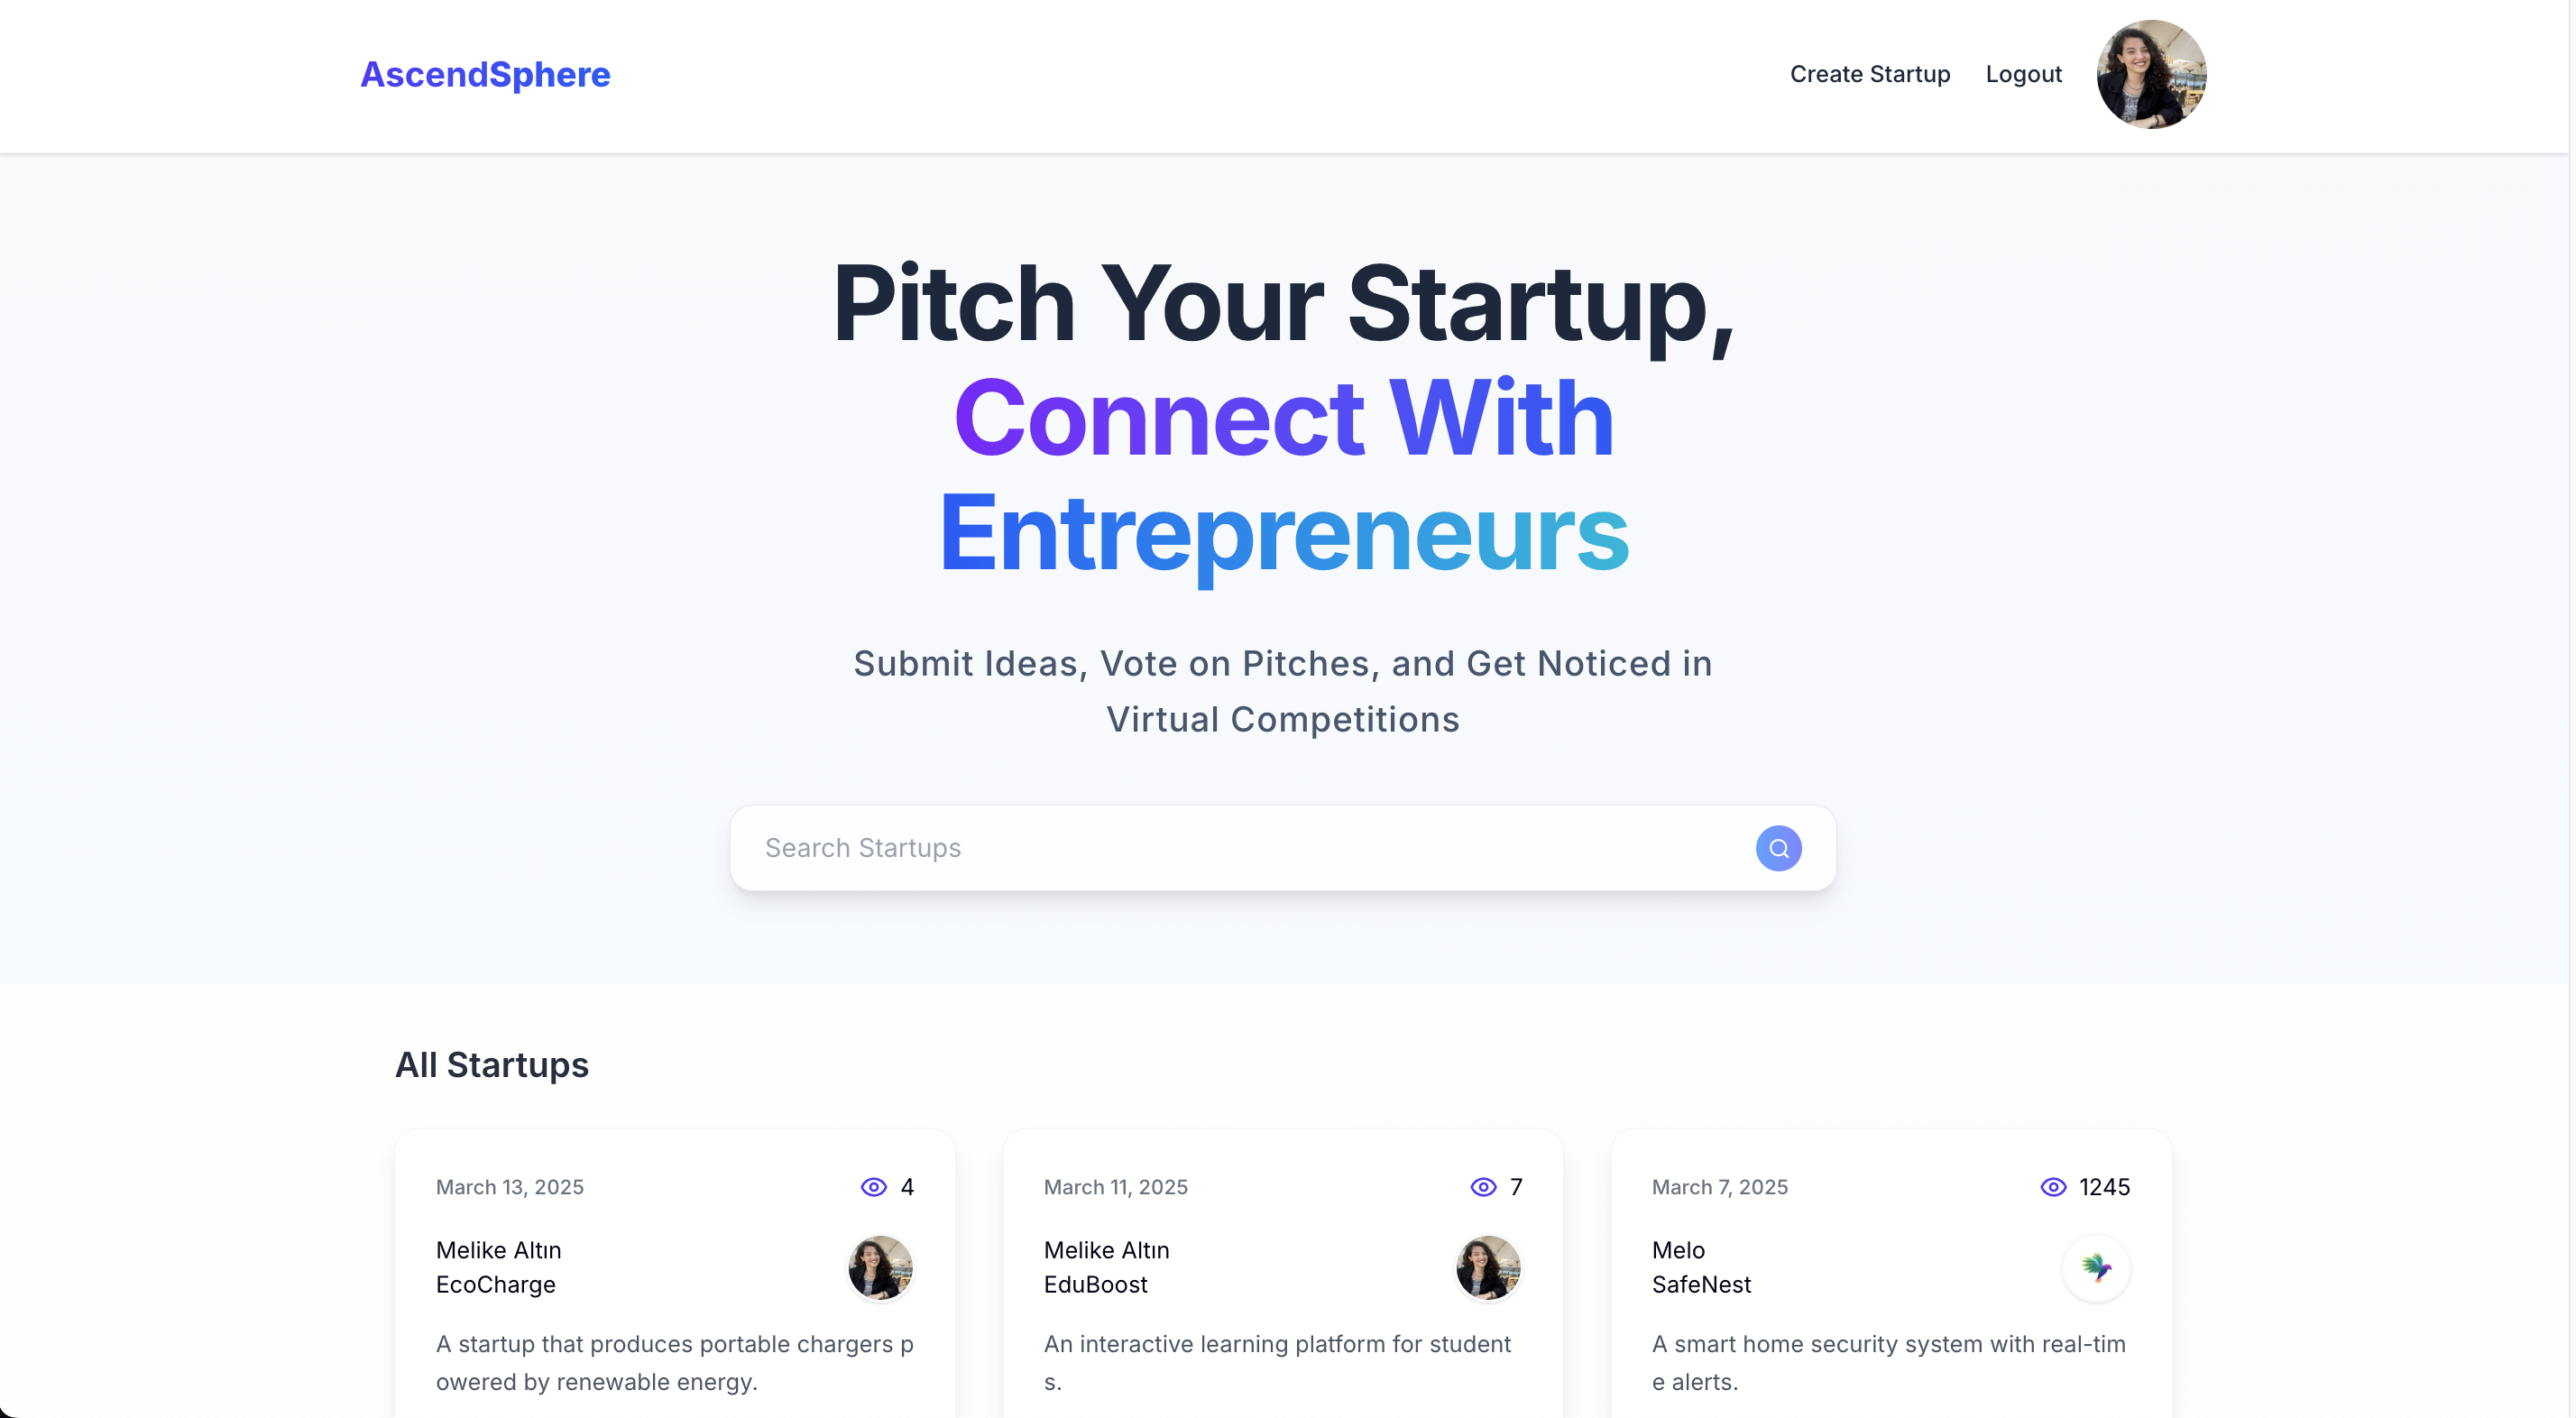 AscendSphere
Create Startup
Logout
Pitch Your Startup,
Connect With
Entrepreneurs
Submit Ideas, Vote on Pitches, and Get Noticed in
Virtual Competitions
Search Startups
All Startups
March 13, 2025
4
Melike Altın
EcoCharge
A startup that produces portable chargers p
owered by renewable energy.
March 11, 2025
7
Melike Altın
EduBoost
An interactive learning platform for student
s.
March 7, 2025
1245
Melo
SafeNest
A smart home security system with real-tim
e alerts.